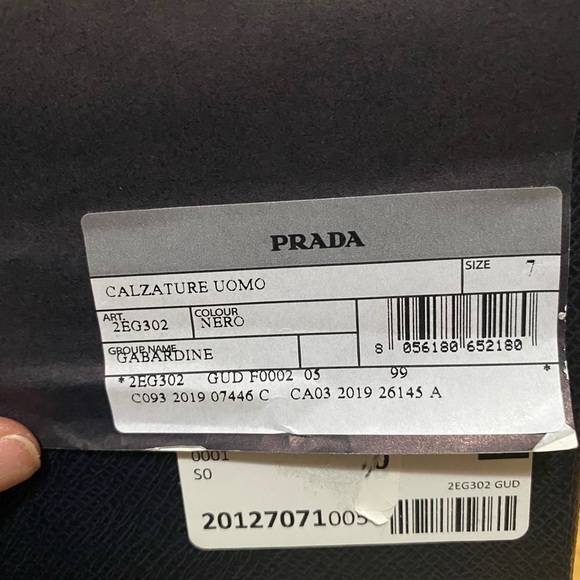 PRADA
CALZATURE UOMO
SIZE 7
ART. 2EG302
COLOUR NERO
GROUP NAME GABARDINE
8 056180 652180
*2EG302 GUD F0002 05 99 *
C093 2019 07446 C CA03 2019 26145 A
0001
S0
2EG302 GUD
20127071005